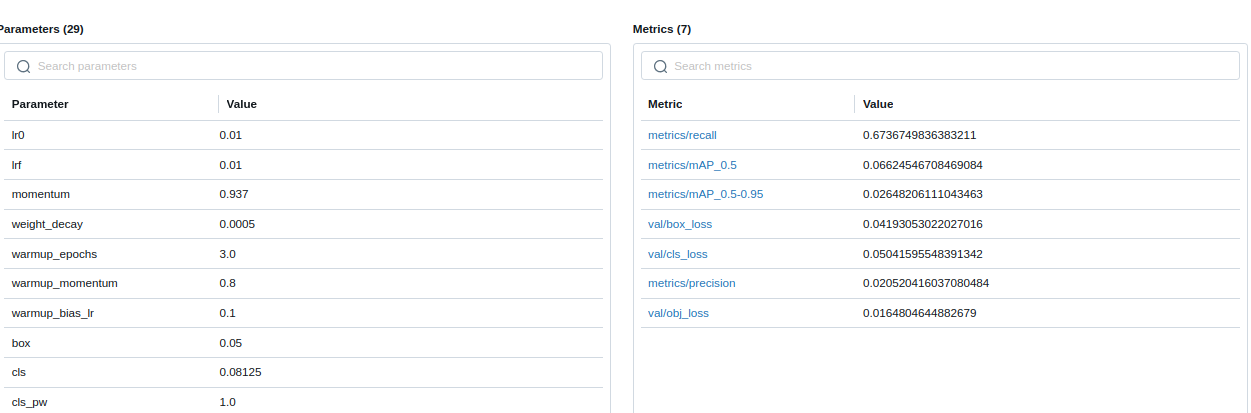 Parameters (29)
Search parameters
Parameter Value
lr0 0.01
lrf 0.01
momentum 0.937
weight_decay 0.0005
warmup_epochs 3.0
warmup_momentum 0.8
warmup_bias_lr 0.1
box 0.05
cls 0.08125
cls_pw 1.0
Metrics (7)
Search metrics
Metric Value
metrics/recall 0.6736749836383211
metrics/mAP_0.5 0.06624546708469084
metrics/mAP_0.5-0.95 0.02648206111043463
val/box_loss 0.04193053022027016
val/cls_loss 0.05041595548391342
metrics/precision 0.020520416037080484
val/obj_loss 0.0164804644882679